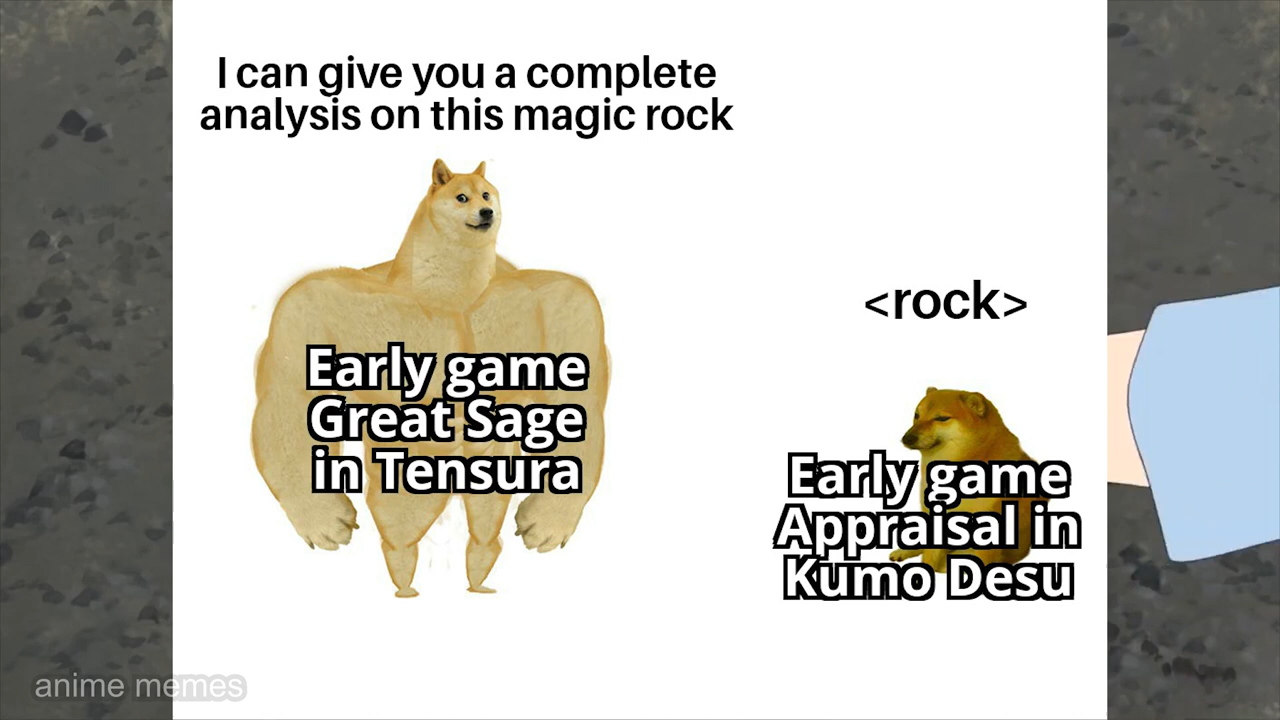 I can give you a complete
analysis on this magic rock
<rock>
Early game
Great Sage
in Tensura
Early game
Appraisal in
Kumo Desu
anime memes